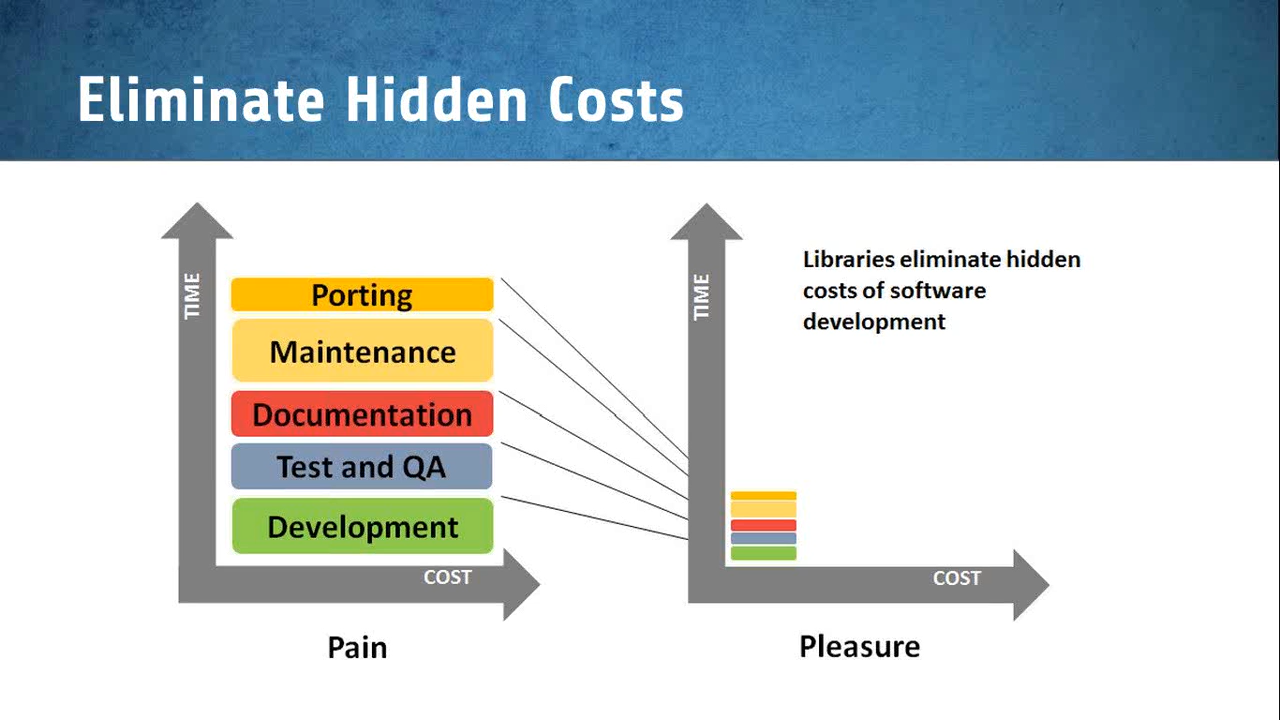 Eliminate Hidden Costs
TIME
Porting
Maintenance
Documentation
Test and QA
Development
COST
Pain
TIME
Libraries eliminate hidden
costs of software
development
COST
Pleasure